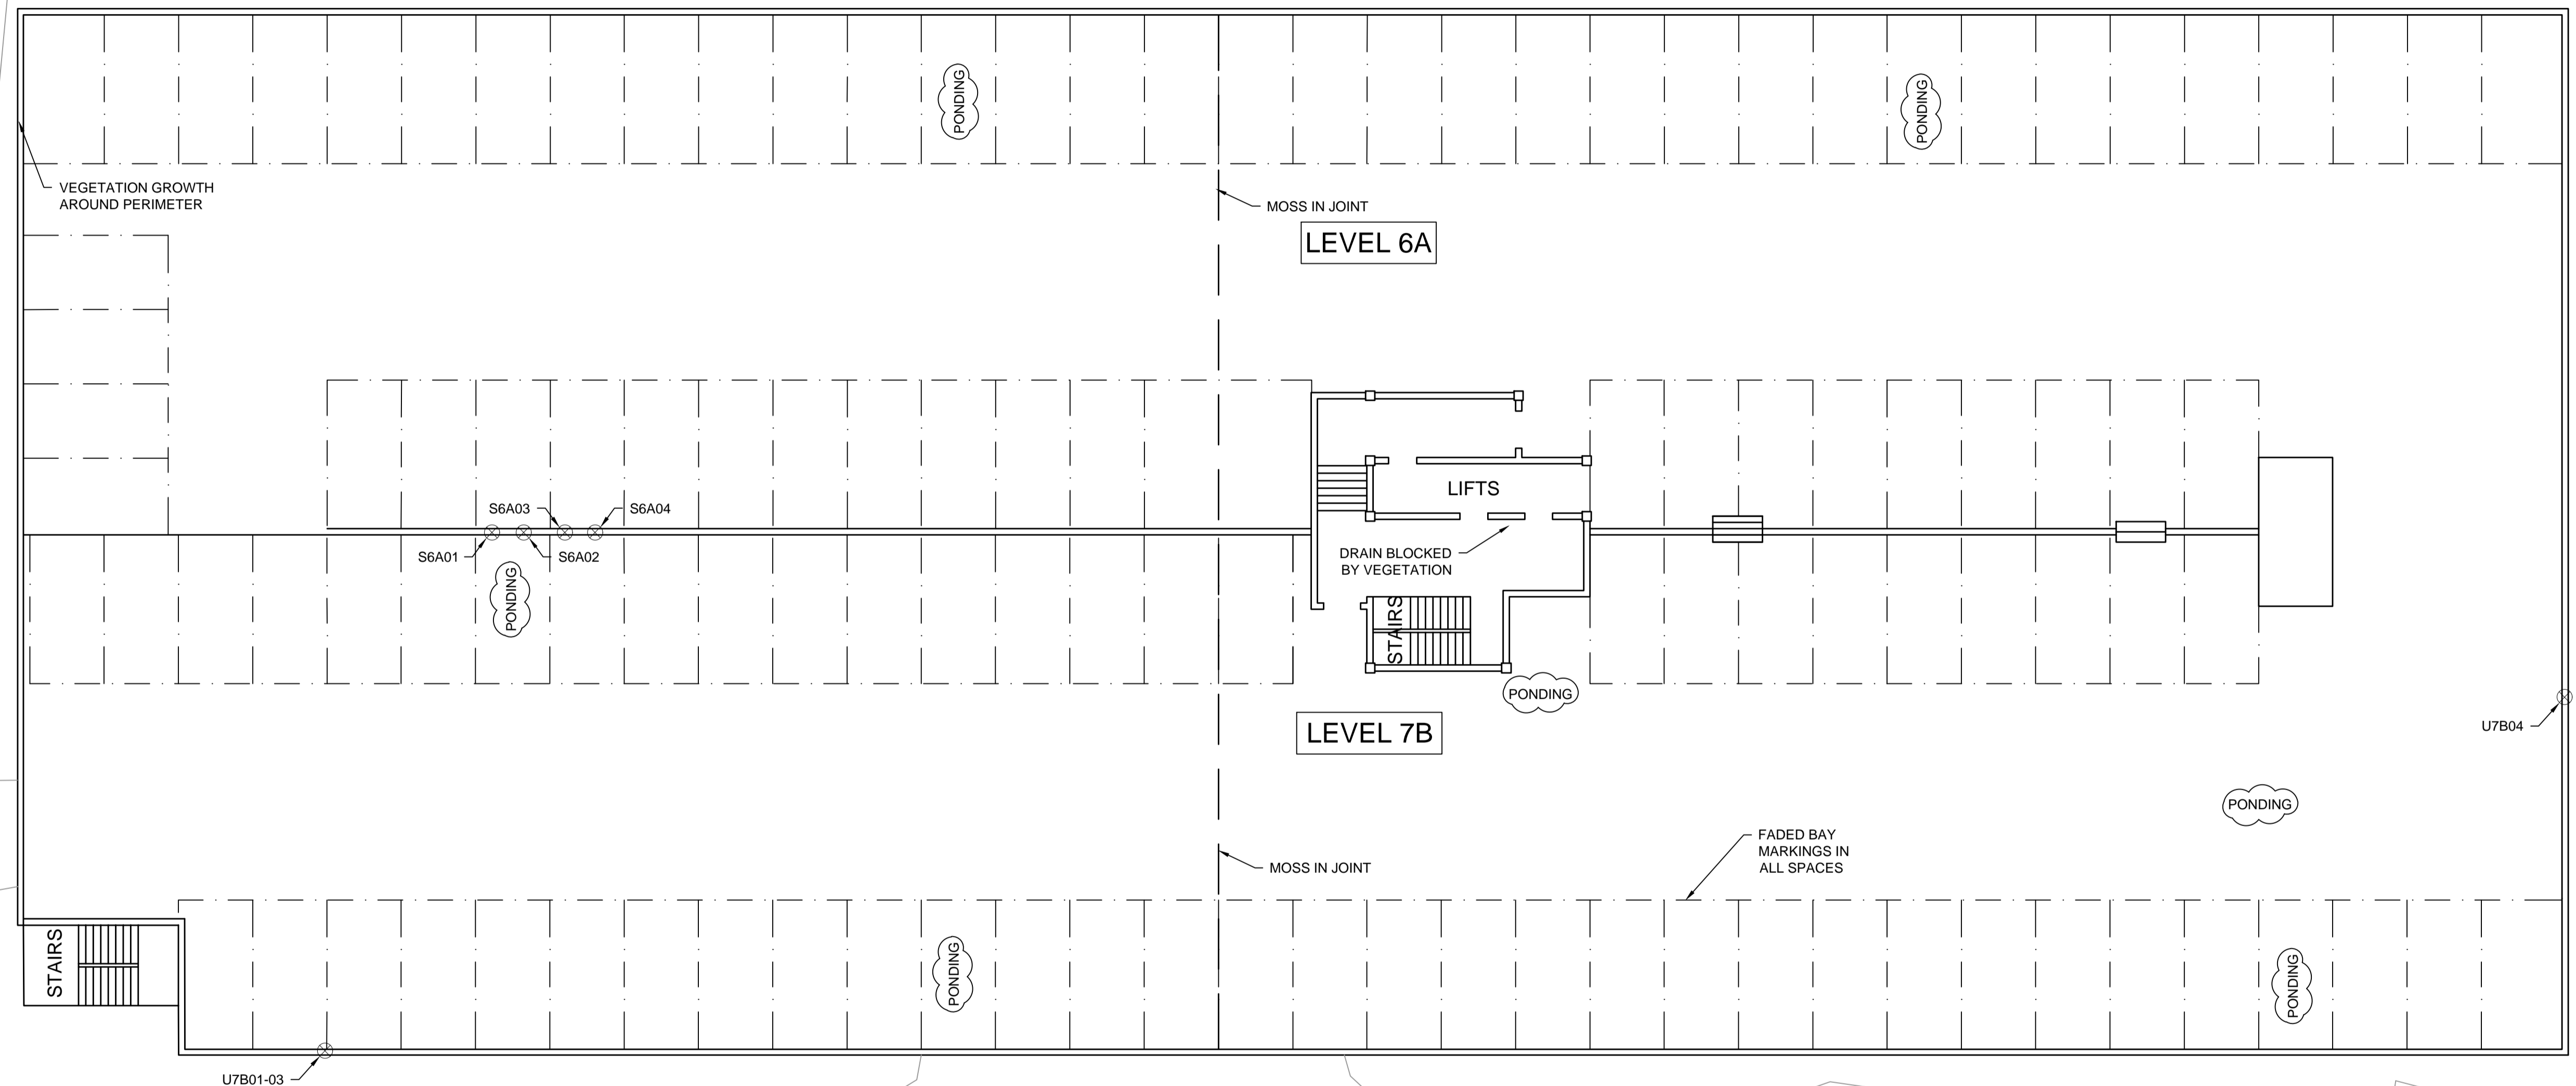 PONDING
PONDING
VEGETATION GROWTH
AROUND PERIMETER
MOSS IN JOINT
LEVEL 6A
S6A03
S6A04
LIFTS
S6A01
S6A02
DRAIN BLOCKED
BY VEGETATION
PONDING
STAIRS
PONDING
LEVEL 7B
U7B04
PONDING
FADED BAY
MARKINGS IN
ALL SPACES
MOSS IN JOINT
STAIRS
PONDING
PONDING
U7B01-03